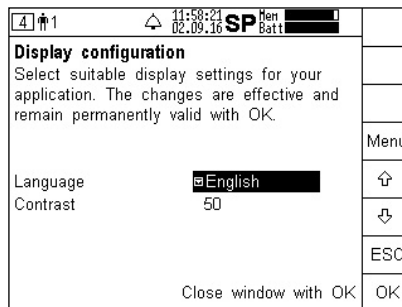 4 1 11:58:21 SP Mem
02.09.16 Batt
Display configuration
Select suitable display settings for your
application. The changes are effective and
remain permanently valid with OK.
Menu
Language English
Contrast 50
ESC
Close window with OK OK